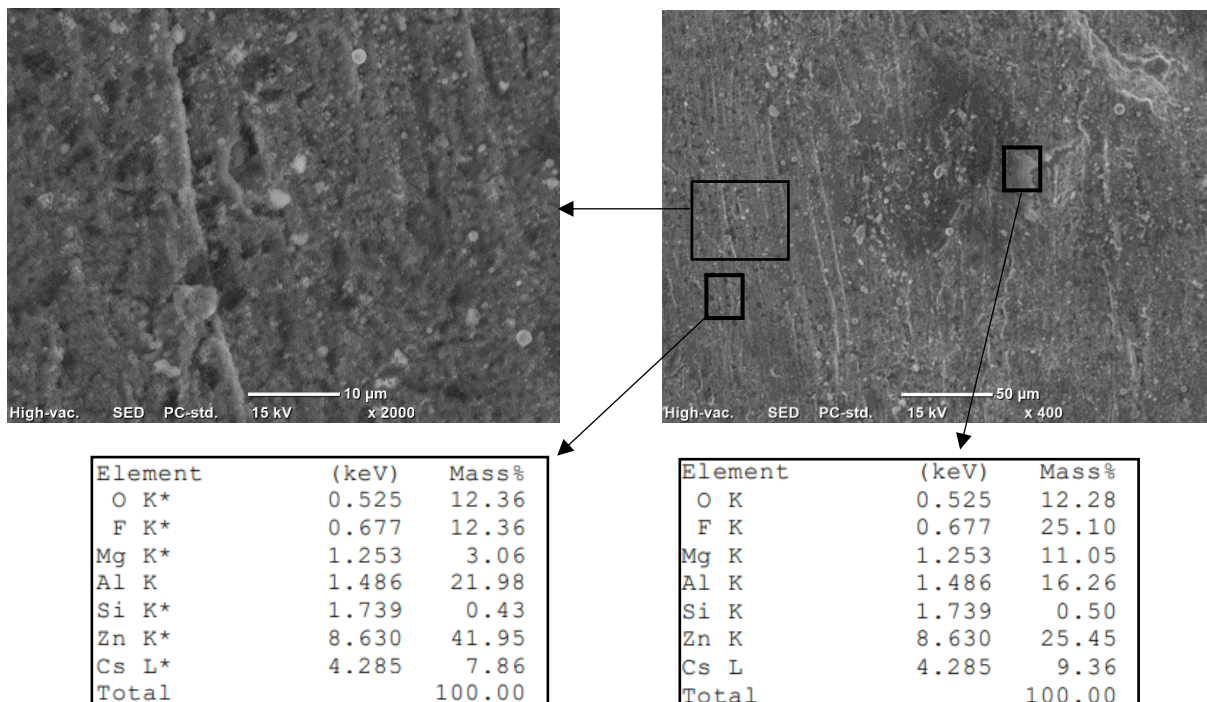 10 µm
High-vac. SED PC-std. 15 kV x 2000
50 µm
High-vac. SED PC-std. 15 kV x 400
Element (keV) Mass%
O K* 0.525 12.36
F K* 0.677 12.36
Mg K* 1.253 3.06
Al K 1.486 21.98
Si K* 1.739 0.43
Zn K* 8.630 41.95
Cs L* 4.285 7.86
Total 100.00
Element (keV) Mass%
O K 0.525 12.28
F K 0.677 25.10
Mg K 1.253 11.05
Al K 1.486 16.26
Si K 1.739 0.50
Zn K 8.630 25.45
Cs L 4.285 9.36
Total 100.00